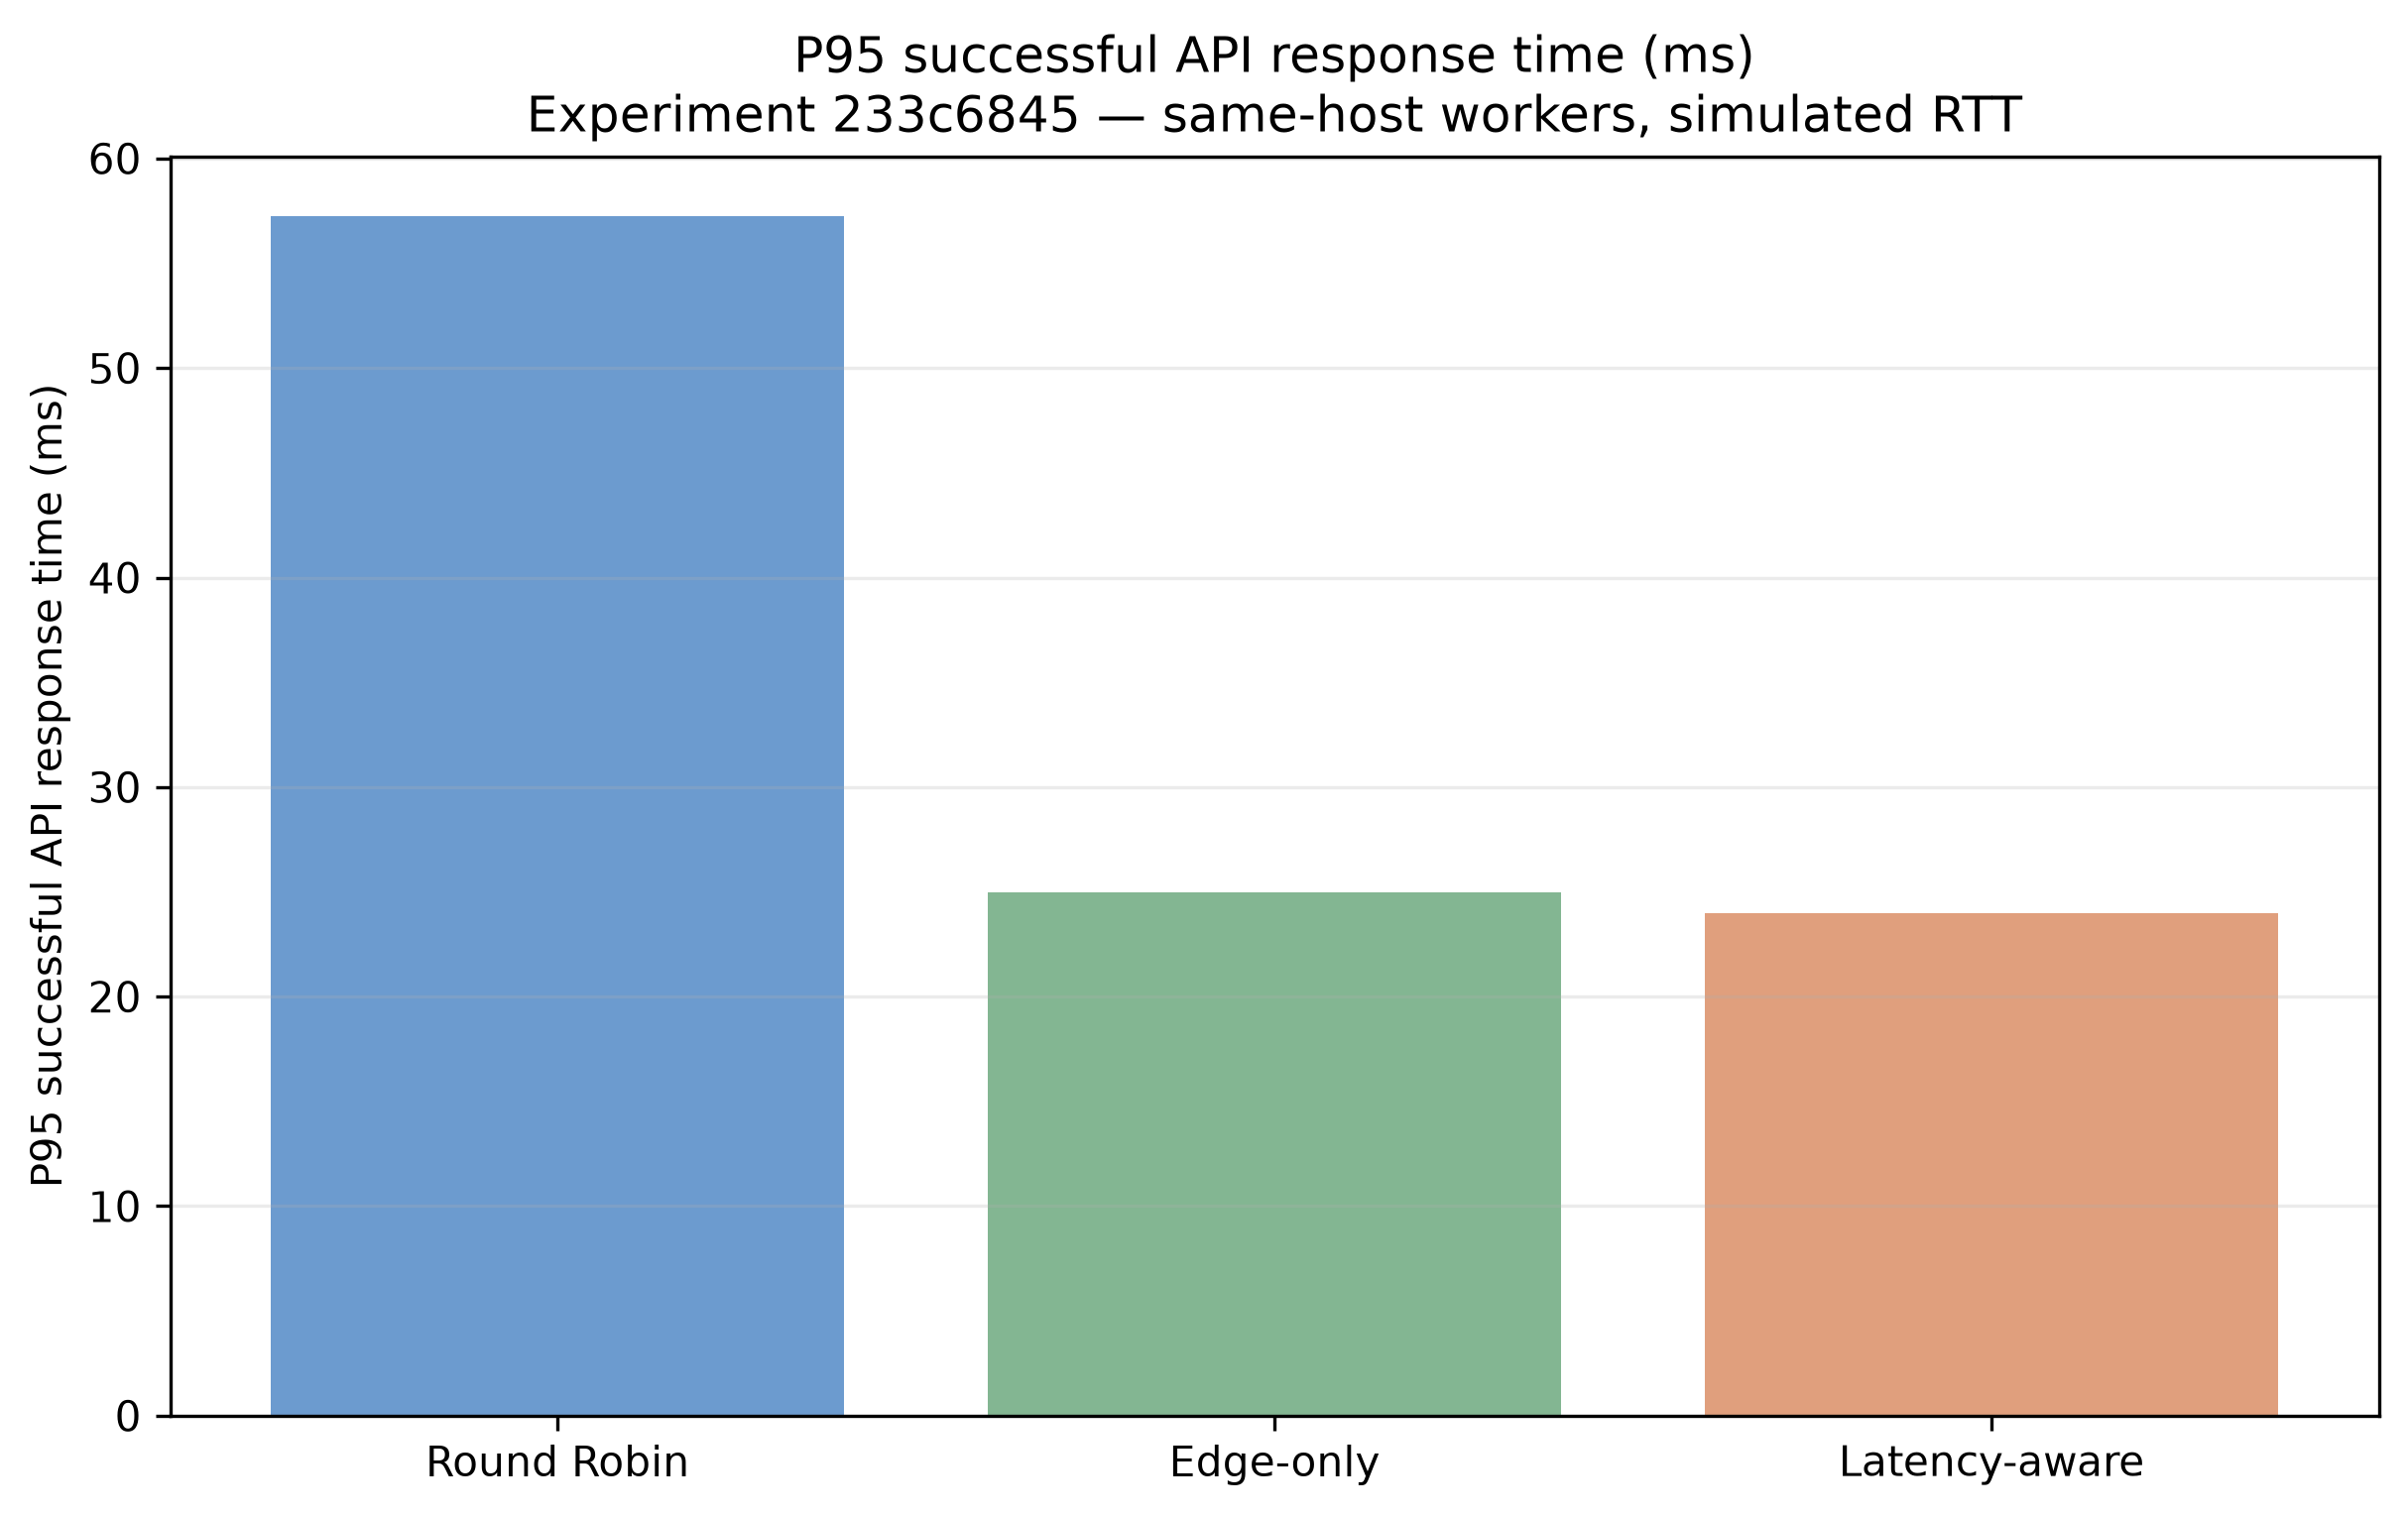 P95 successful API response time (ms)
Experiment 233c6845 — same-host workers, simulated RTT
P95 successful API response time (ms)
60
50
40
30
20
10
0
Round Robin
Edge-only
Latency-aware